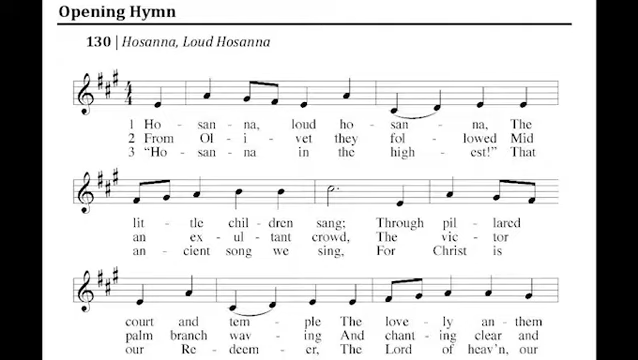 Opening Hymn
130 | Hosanna, Loud Hosanna
1 Ho - san - na, loud ho - san - na, The
2 From Ol - i - vet they fol - lowed Mid
3 “Ho - san - na in the high - est!” That
lit - tle chil - dren sang; Through pil - lared
an ex - ul - tant crowd, The vic - tor
an - cient song we sing, For Christ is
court and tem - ple The love - ly an - them
palm branch wav - ing And chant - ing clear and
our Re - deem - er, The Lord of heav'n, our